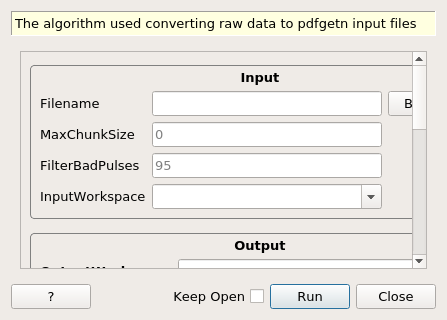 The algorithm used converting raw data to pdfgetn input files
Input
Filename
MaxChunkSize 0
FilterBadPulses 95
InputWorkspace
Output
? Keep Open Run Close